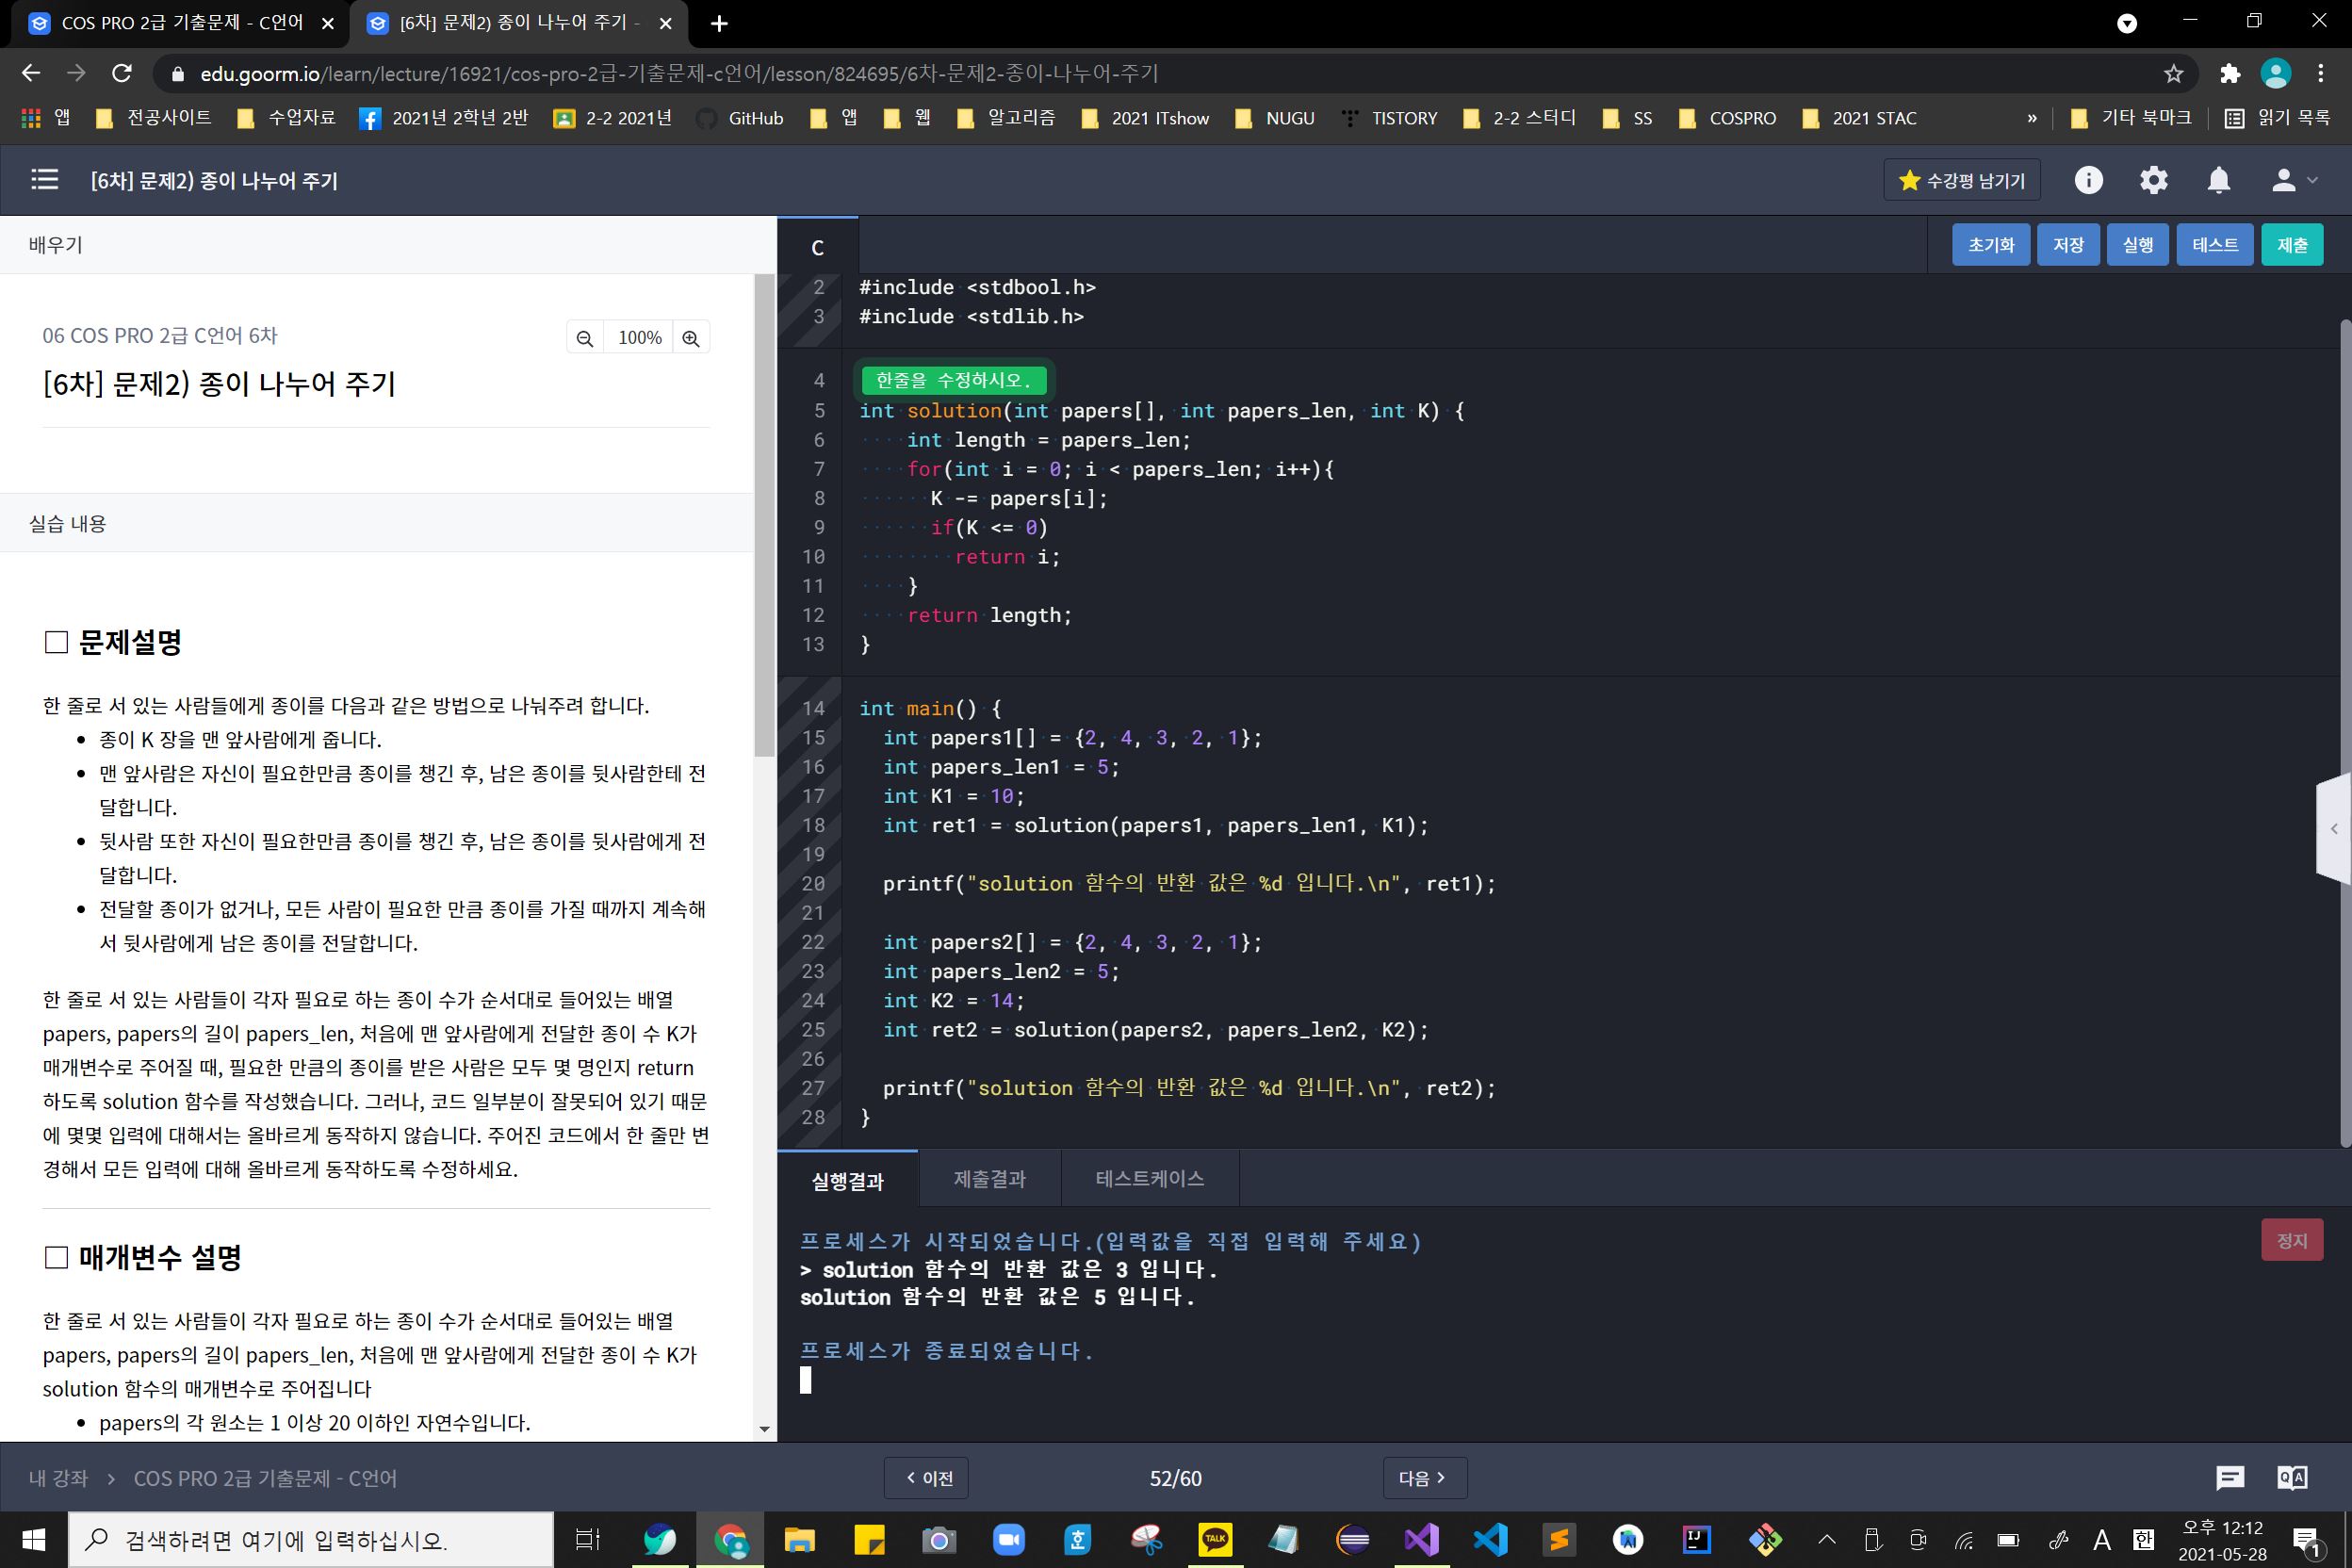 COS PRO 2급 기출문제 - C언어
[6차] 문제2) 종이 나누어 주기 -
edu.goorm.io/learn/lecture/16921/cos-pro-2급-기출문제-c언어/lesson/824695/6차-문제2-종이-나누어-주기
앱 전공사이트 수업자료 2021년 2학년 2반 2-2 2021년 GitHub 앱 웹 알고리즘 2021 ITshow NUGU TISTORY 2-2 스터디 SS COSPRO 2021 STAC » 기타 북마크 읽기 목록
[6차] 문제2) 종이 나누어 주기
수강평 남기기
배우기
06 COS PRO 2급 C언어 6차
100%
[6차] 문제2) 종이 나누어 주기
실습 내용
□ 문제설명
한 줄로 서 있는 사람들에게 종이를 다음과 같은 방법으로 나눠주려 합니다.
• 종이 K 장을 맨 앞사람에게 줍니다.
• 맨 앞사람은 자신이 필요한만큼 종이를 챙긴 후, 남은 종이를 뒷사람한테 전
달합니다.
• 뒷사람 또한 자신이 필요한만큼 종이를 챙긴 후, 남은 종이를 뒷사람에게 전
달합니다.
• 전달할 종이가 없거나, 모든 사람이 필요한 만큼 종이를 가질 때까지 계속해
서 뒷사람에게 남은 종이를 전달합니다.
한 줄로 서 있는 사람들이 각자 필요로 하는 종이 수가 순서대로 들어있는 배열
papers, papers의 길이 papers_len, 처음에 맨 앞사람에게 전달한 종이 수 K가
매개변수로 주어질 때, 필요한 만큼의 종이를 받은 사람은 모두 몇 명인지 return
하도록 solution 함수를 작성했습니다. 그러나, 코드 일부분이 잘못되어 있기 때문
에 몇몇 입력에 대해서는 올바르게 동작하지 않습니다. 주어진 코드에서 한 줄만 변
경해서 모든 입력에 대해 올바르게 동작하도록 수정하세요.
□ 매개변수 설명
한 줄로 서 있는 사람들이 각자 필요로 하는 종이 수가 순서대로 들어있는 배열
papers, papers의 길이 papers_len, 처음에 맨 앞사람에게 전달한 종이 수 K가
solution 함수의 매개변수로 주어집니다
• papers의 각 원소는 1 이상 20 이하인 자연수입니다.
C
초기화 저장 실행 테스트 제출
2 #include <stdbool.h>
3 #include <stdlib.h>
4 한줄을 수정하시오.
5 int solution(int papers[], int papers_len, int K) {
6     int length = papers_len;
7     for(int i = 0; i < papers_len; i++){
8       K -= papers[i];
9       if(K <= 0)
10         return i;
11     }
12     return length;
13 }
14 int main() {
15   int papers1[] = {2, 4, 3, 2, 1};
16   int papers_len1 = 5;
17   int K1 = 10;
18   int ret1 = solution(papers1, papers_len1, K1);
19
20   printf("solution 함수의 반환 값은 %d 입니다.\n", ret1);
21
22   int papers2[] = {2, 4, 3, 2, 1};
23   int papers_len2 = 5;
24   int K2 = 14;
25   int ret2 = solution(papers2, papers_len2, K2);
26
27   printf("solution 함수의 반환 값은 %d 입니다.\n", ret2);
28 }
실행결과 제출결과 테스트케이스
프로세스가 시작되었습니다.(입력값을 직접 입력해 주세요)
> solution 함수의 반환 값은 3 입니다.
solution 함수의 반환 값은 5 입니다.
프로세스가 종료되었습니다.
정지
내 강좌 > COS PRO 2급 기출문제 - C언어
< 이전
52/60
다음 >
검색하려면 여기에 입력하십시오.
TALK
A 한
오후 12:12
2021-05-28
1